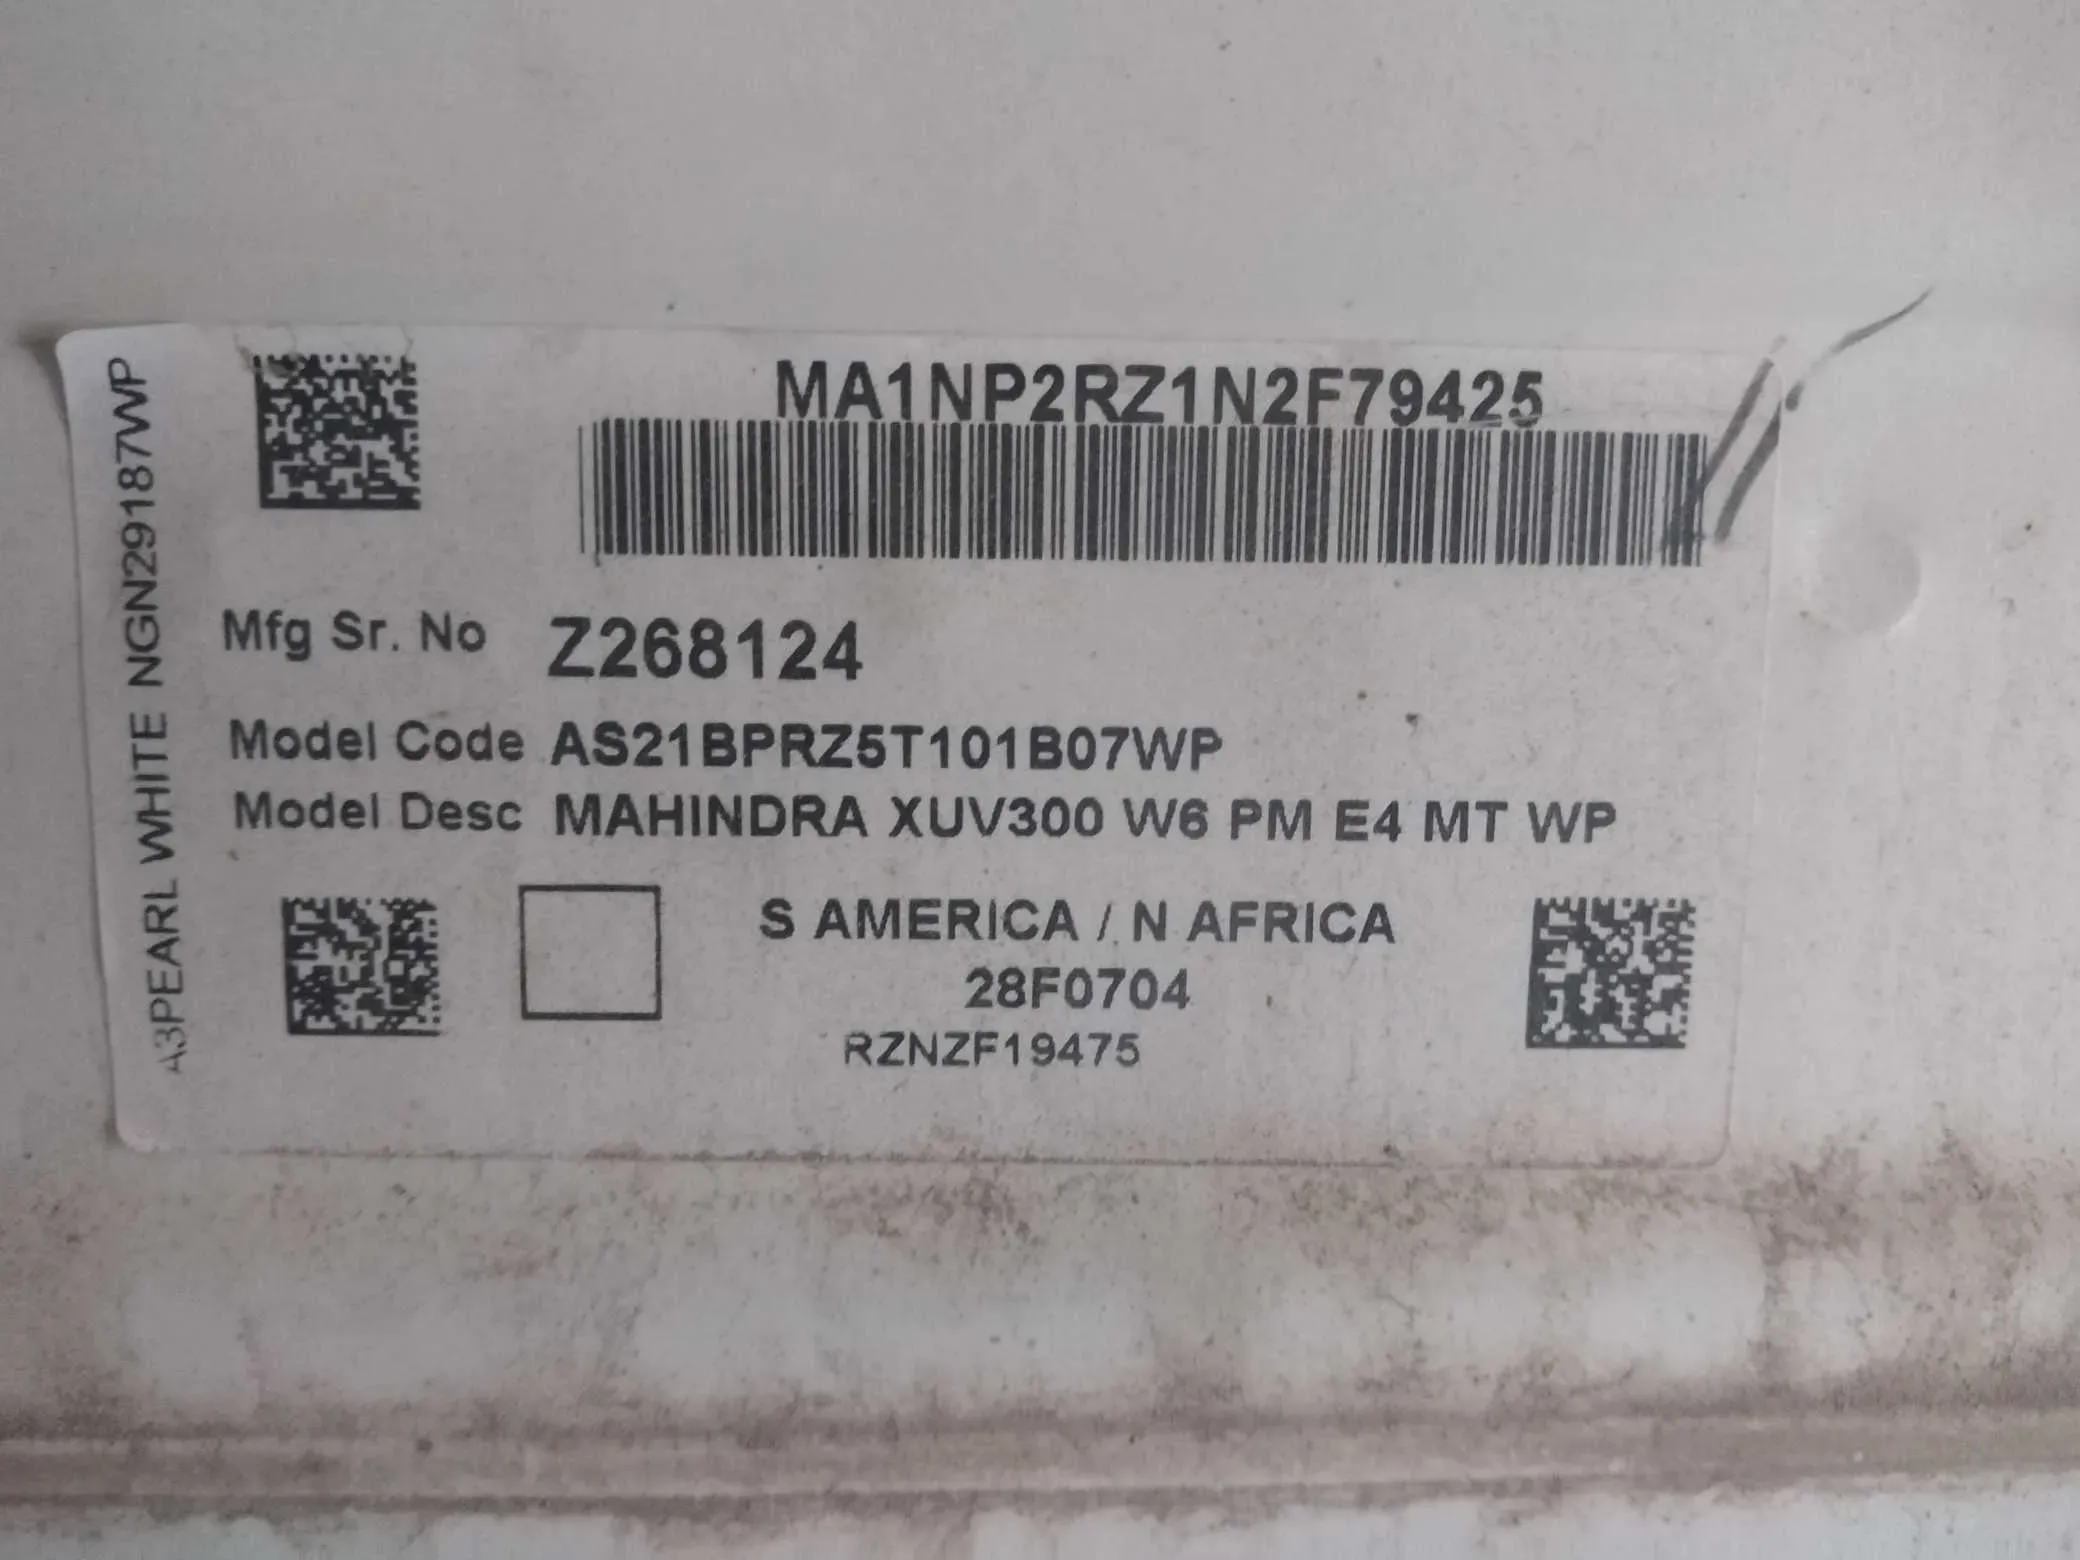 MA1NP2RZ1N2F79425
A3PEARL WHITE NGN29187WP
Mfg Sr. No Z268124
Model Code AS21BPRZ5T101B07WP
Model Desc MAHINDRA XUV300 W6 PM E4 MT WP
S AMERICA / N AFRICA
28F0704
RZNZF19475